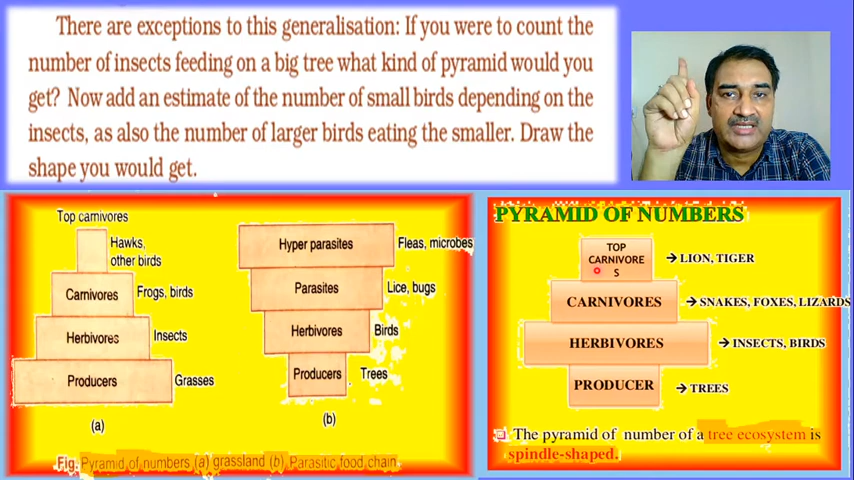 There are exceptions to this generalisation: If you were to count the
number of insects feeding on a big tree what kind of pyramid would you
get? Now add an estimate of the number of small birds depending on the
insects, as also the number of larger birds eating the smaller. Draw the
shape you would get.
Top carnivores
Hawks,
other birds
Carnivores
Frogs, birds
Herbivores
Insects
Producers
Grasses
(a)
Hyper parasites
Fleas, microbes
Parasites
Lice, bugs
Herbivores
Birds
Producers
Trees
(b)
Fig. Pyramid of numbers (a) grassland (b) Parasitic food chain
PYRAMID OF NUMBERS
TOP
CARNIVORE
S
LION, TIGER
CARNIVORES
SNAKES, FOXES, LIZARDS
HERBIVORES
INSECTS, BIRDS
PRODUCER
TREES
The pyramid of number of a tree ecosystem is
spindle-shaped.